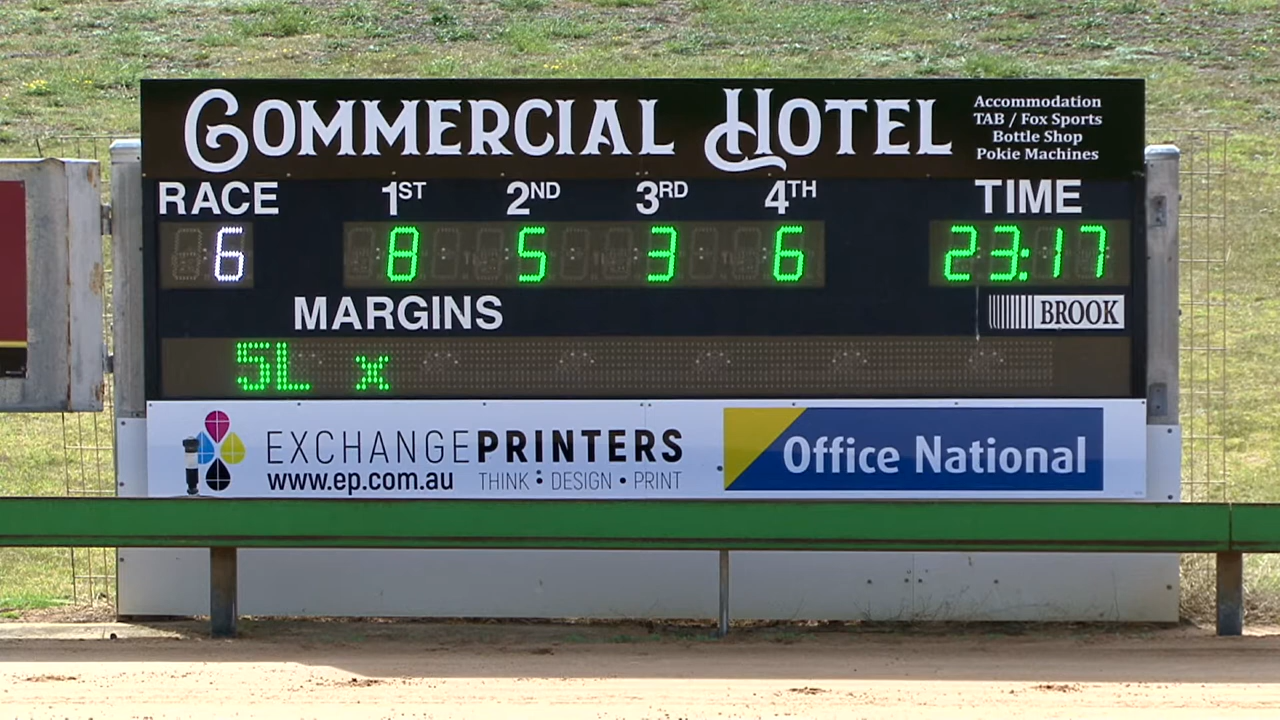 COMMERCIAL HOTEL
Accommodation
TAB / Fox Sports
Bottle Shop
Pokie Machines
RACE 1ST 2ND 3RD 4TH TIME
6 8 5 3 6 23:17
MARGINS
BROOK
5L x
EXCHANGEPRINTERS
www.ep.com.au THINK : DESIGN • PRINT
Office National